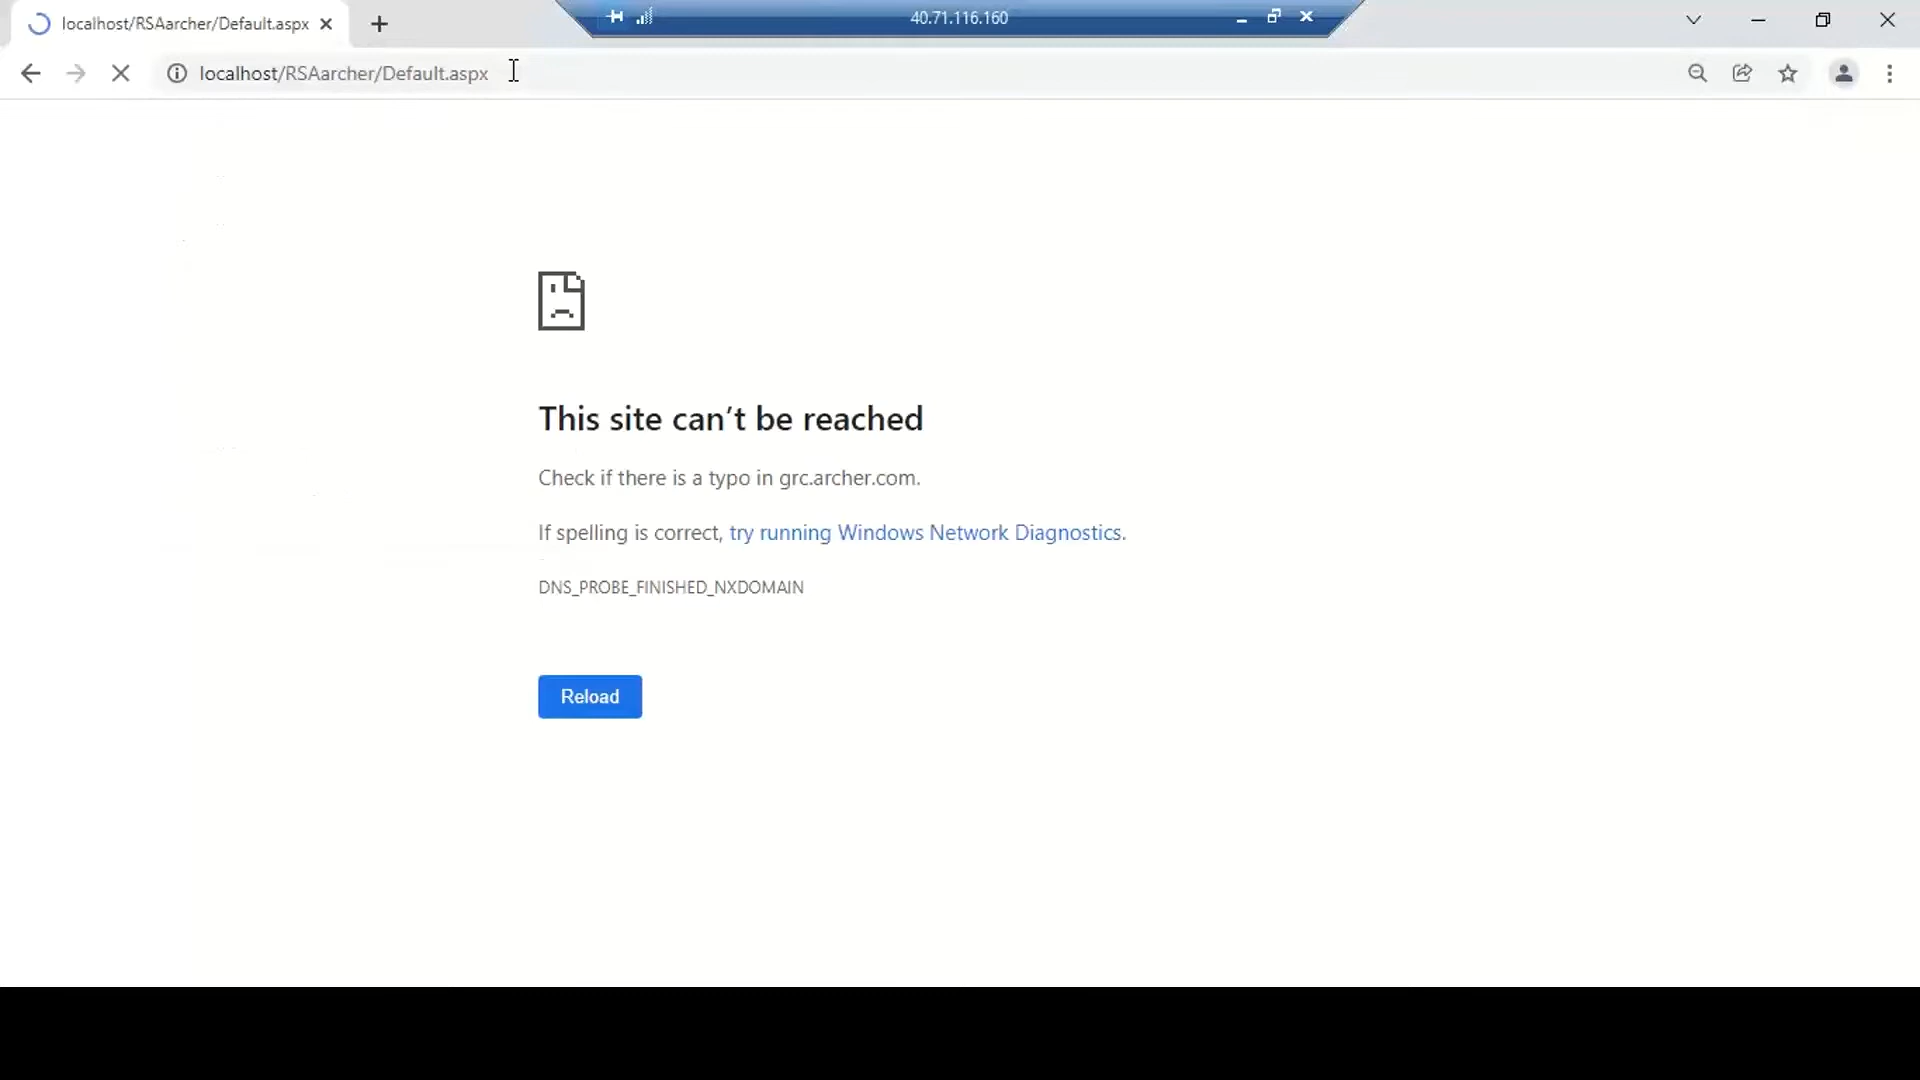 localhost/RSAarcher/Default.aspx
40.71.116.160
localhost/RSAarcher/Default.aspx
This site can’t be reached
Check if there is a typo in grc.archer.com.
If spelling is correct, try running Windows Network Diagnostics.
DNS_PROBE_FINISHED_NXDOMAIN
Reload